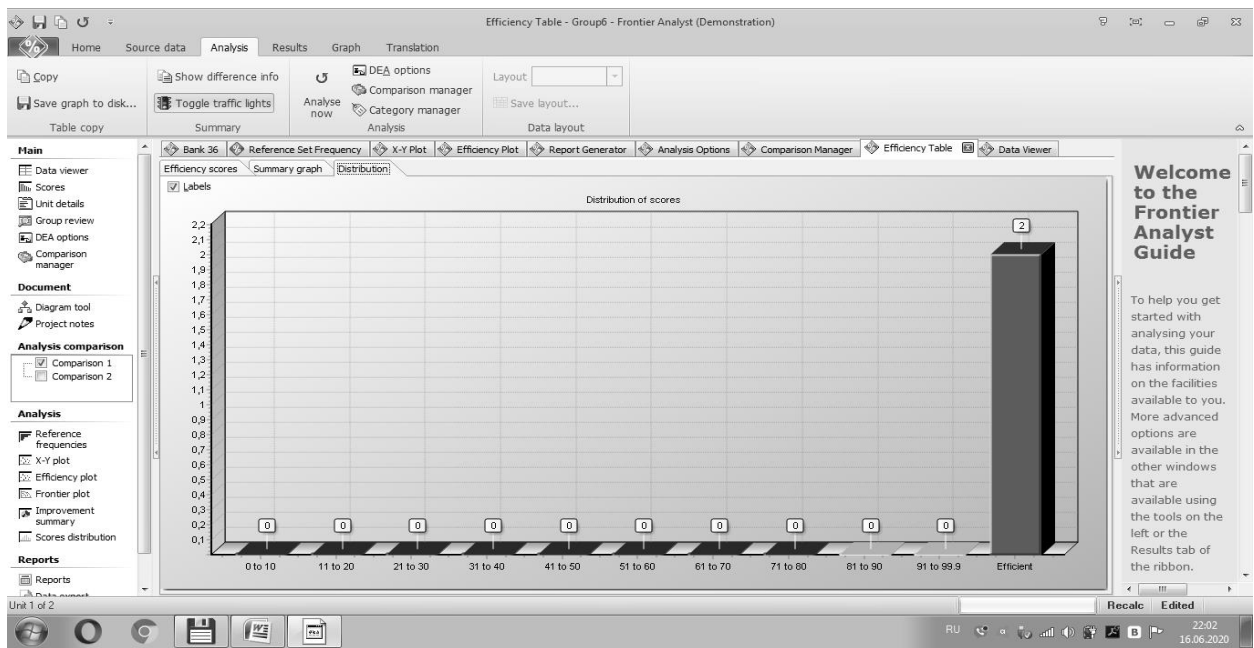 Efficiency Table - Group6 - Frontier Analyst (Demonstration)
Home Source data Analysis Results Graph Translation
Copy
Save graph to disk...
Table copy
Show difference info
Toggle traffic lights
Summary
Analyse now
DEA options
Comparison manager
Category manager
Analysis
Layout
Save layout...
Data layout
Main
Data viewer
Scores
Unit details
Group review
DEA options
Comparison
manager
Document
Diagram tool
Project notes
Analysis comparison
Comparison 1
Comparison 2
Analysis
Reference
frequencies
X-Y plot
Efficiency plot
Frontier plot
Improvement
summary
Scores distribution
Reports
Reports
Data export
Bank 36 Reference Set Frequency X-Y Plot Efficiency Plot Report Generator Analysis Options Comparison Manager Efficiency Table Data Viewer
Efficiency scores Summary graph Distribution
Labels
Distribution of scores
2,2
2,1
2
1,9
1,8
1,7
1,6
1,5
1,4
1,3
1,2
1,1
1
0,9
0,8
0,7
0,6
0,5
0,4
0,3
0,2
0,1
0 0 0 0 0 0 0 0 0 0 2
0 to 10 11 to 20 21 to 30 31 to 40 41 to 50 51 to 60 61 to 70 71 to 80 81 to 90 91 to 99.9 Efficient
Welcome
to the
Frontier
Analyst
Guide
To help you get
started with
analysing your
data, this guide
has information
on the facilities
available to you.
More advanced
options are
available in the
other windows
that are
available using
the tools on the
left or the
Results tab of
the ribbon.
Unit 1 of 2
Recalc Edited
RU
22:02
16.06.2020